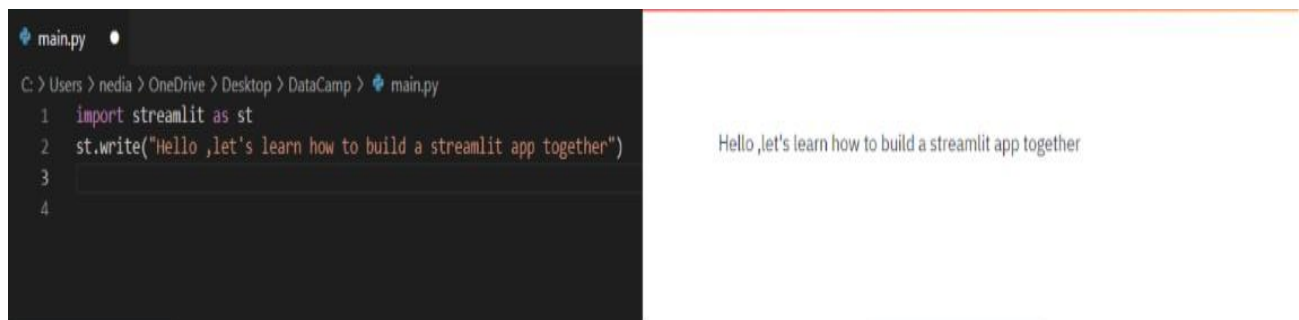 main.py
C: > Users > nedia > OneDrive > Desktop > DataCamp > main.py
1 import streamlit as st
2 st.write("Hello ,let's learn how to build a streamlit app together")
3
4
Hello ,let's learn how to build a streamlit app together